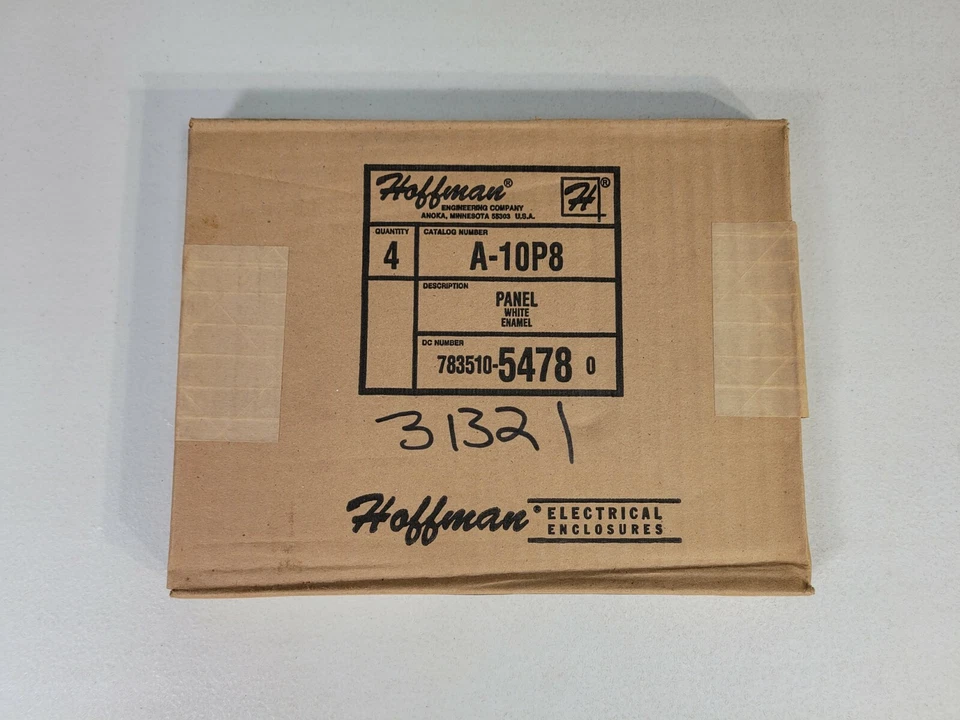 Hoffman® H®
ENGINEERING COMPANY
ANOKA, MINNESOTA 55303 U.S.A.
QUANTITY CATALOG NUMBER
4 A-10P8
DESCRIPTION
PANEL
WHITE
ENAMEL
DC NUMBER
783510-5478 0
31321
Hoffman® ELECTRICAL
ENCLOSURES